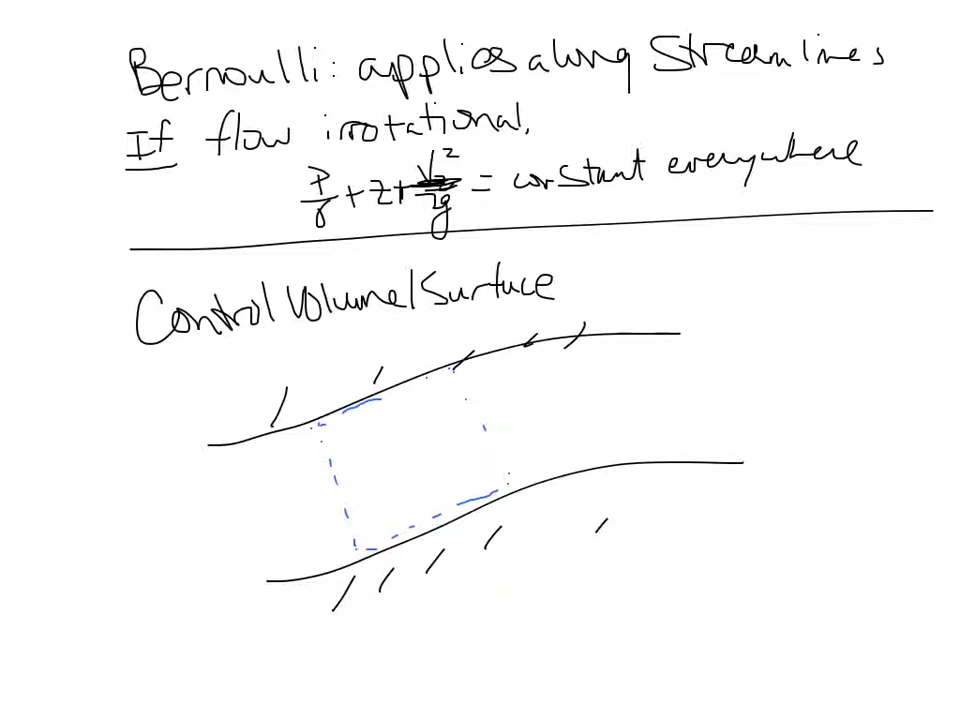 Bernoulli: applies along Streamlines
If flow irrotational,
P/γ + z + V²/2g = constant everywhere
Control Volume/Surface